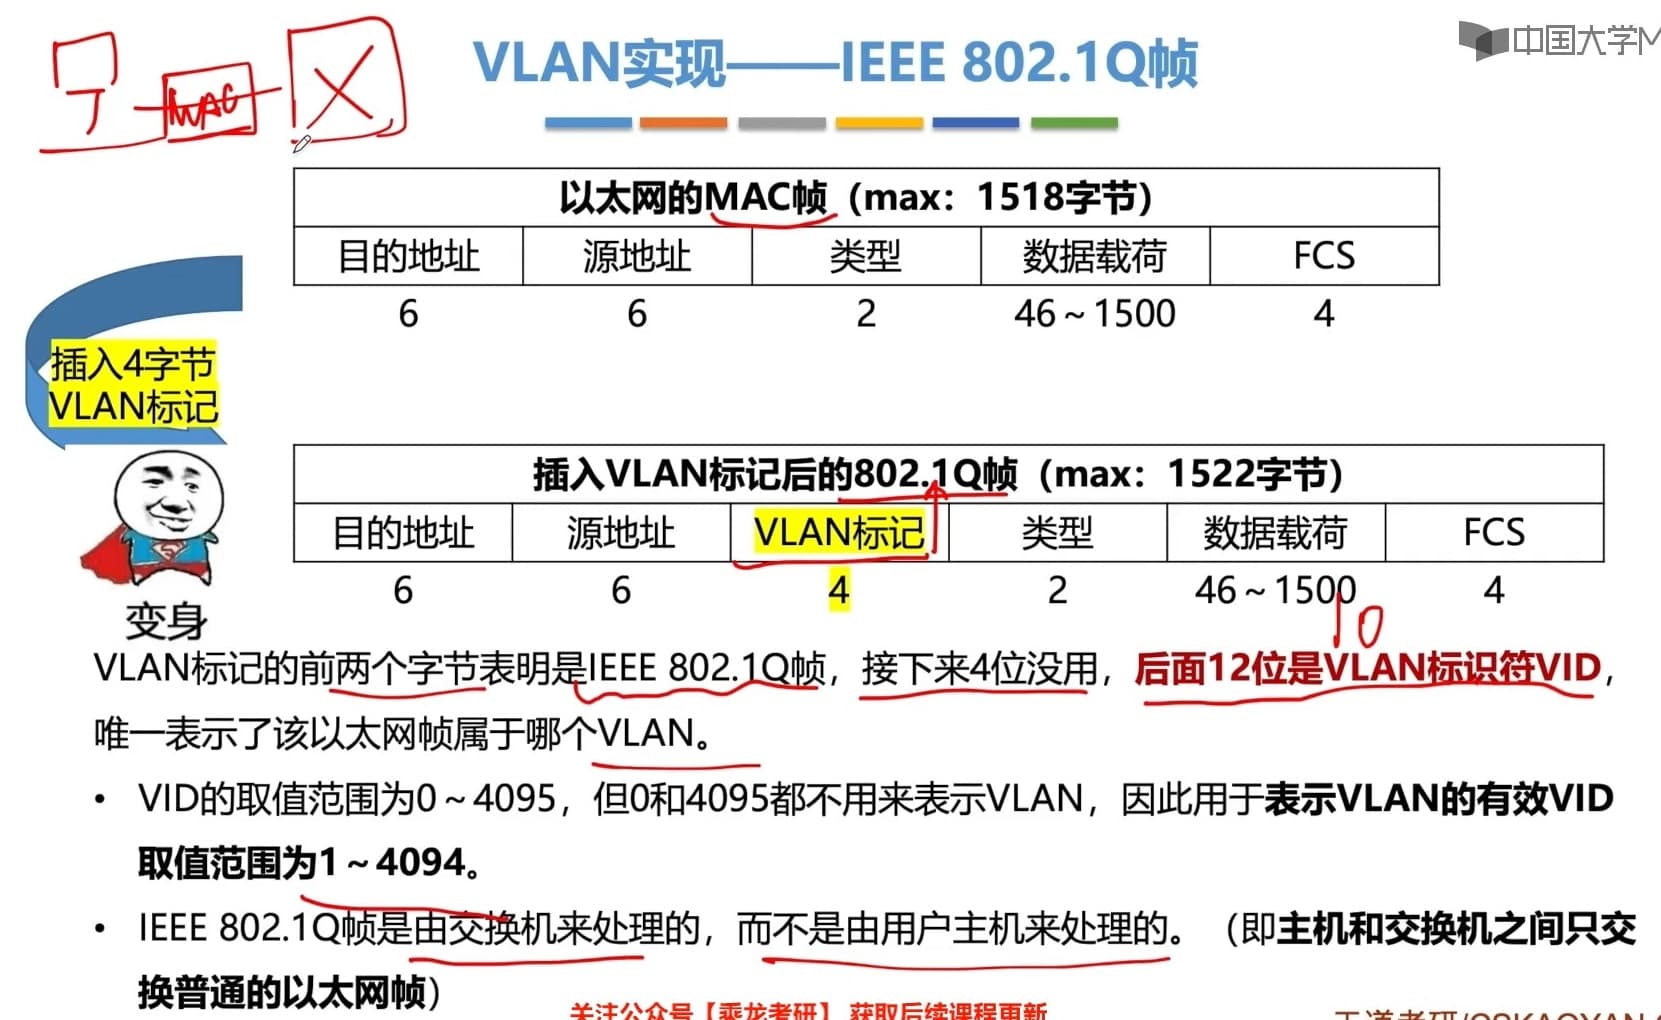 VLAN实现——IEEE 802.1Q帧
中国大学M
MAC
以太网的MAC帧（max：1518字节）
目的地址 源地址 类型 数据载荷 FCS
6 6 2 46～1500 4
插入4字节
VLAN标记
插入VLAN标记后的802.1Q帧（max：1522字节）
目的地址 源地址 VLAN标记 类型 数据载荷 FCS
6 6 4 2 46～1500 4
变身
10
VLAN标记的前两个字节表明是IEEE 802.1Q帧，接下来4位没用，后面12位是VLAN标识符VID，
唯一表示了该以太网帧属于哪个VLAN。
• VID的取值范围为0～4095，但0和4095都不用来表示VLAN，因此用于表示VLAN的有效VID
取值范围为1～4094。
• IEEE 802.1Q帧是由交换机来处理的，而不是由用户主机来处理的。（即主机和交换机之间只交
换普通的以太网帧）
关注公众号【乘龙考研】 获取后续课程更新